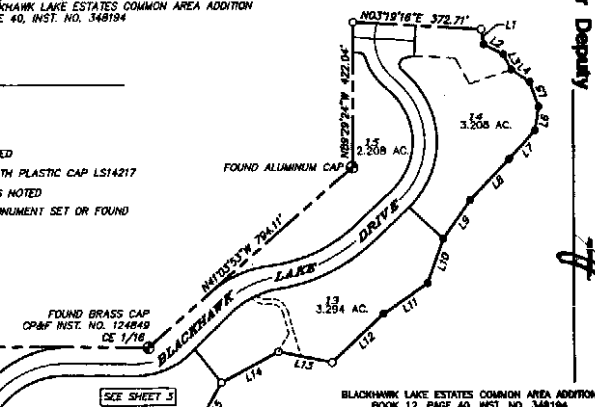 KHAWK LAKE ESTATES COMMON AREA ADDITION
E 40, INST. NO. 348194
N03°19'16"E 372.71'
L1
L2
L3
L4
L5
L6
L7
L8
L9
L10
L11
L12
L13
L14
Deputy
14
3.208 AC.
15
2.208 AC.
N89°29'24"W 422.04'
ED
TH PLASTIC CAP LS14217
S NOTED
NUMENT SET OR FOUND
FOUND ALUMINUM CAP
N41°03'53"W 794.11'
BLACKHAWK LAKE DRIVE
13
3.294 AC.
FOUND BRASS CAP
CP&F INST. NO. 124849
CE 1/16
SEE SHEET 3
BLACKHAWK LAKE ESTATES COMMON AREA ADDITION
BOOK 12, PAGE 40, INST. NO. 348194